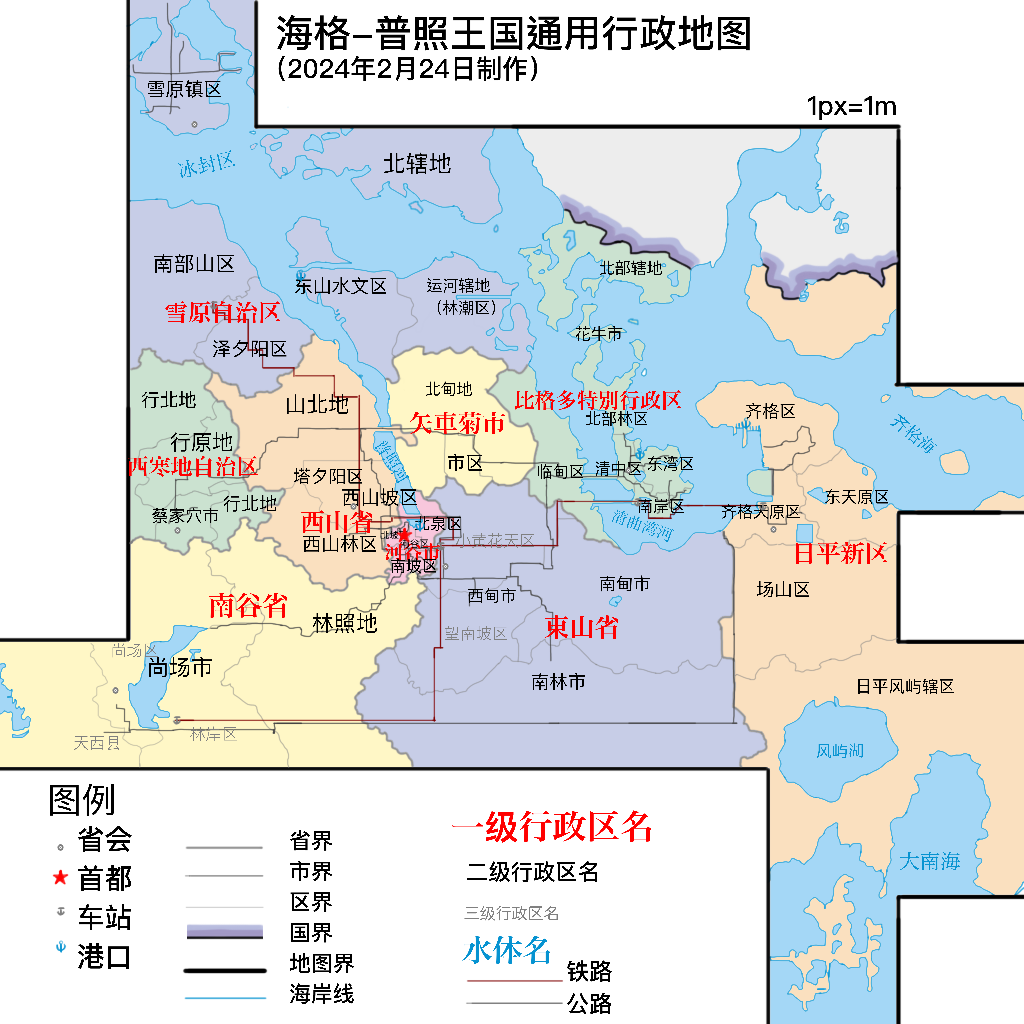 海格-普照王国通用行政地图
(2024年2月24日制作)
1px=1m
雪原镇区
冰封区
北辖地
南部山区
东山水文区
运河辖地
(林潮区)
北部辖地
雪原自治区
泽夕阳区
花牛市
行北地
山北地
北甸地
比格多特别行政区
矢车菊市
北部林区
齐格区
齐格海
行原地
西寒地自治区
塔夕阳区
市区
临甸区
清中区
东湾区
行北地
西山坡区
南岸区
东天原区
蔡家穴市
西山省
北泉区
齐格天原区
西山林区
河谷市
日平新区
南坡区
南甸市
场山区
西甸市
南谷省
林照地
望南坡区
東山省
尚场区
尚场市
南林市
日平风屿辖区
天西县
林岸区
风屿湖
大南海
图例
省会
首都
车站
港口
省界
市界
区界
国界
地图界
海岸线
一级行政区名
二级行政区名
三级行政区名
水体名
铁路
公路